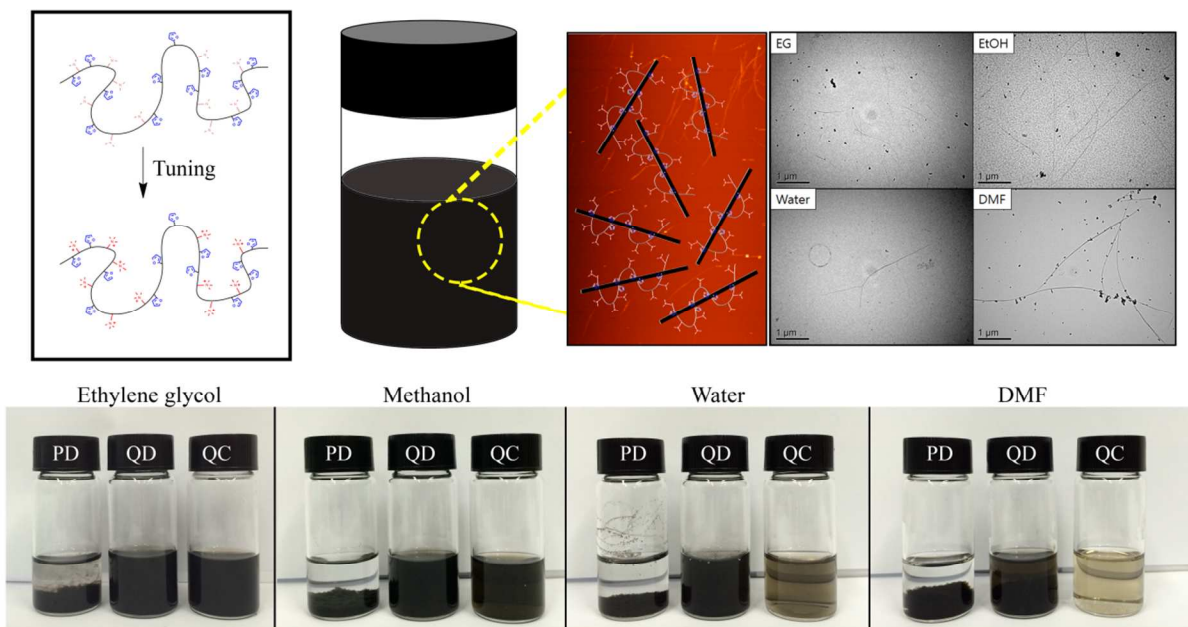 Tuning
EG
EtOH
1 µm
1 µm
Water
DMF
1 µm
1 µm
Ethylene glycol
Methanol
Water
DMF
PD
QD
QC
PD
QD
QC
PD
QD
QC
PD
QD
QC